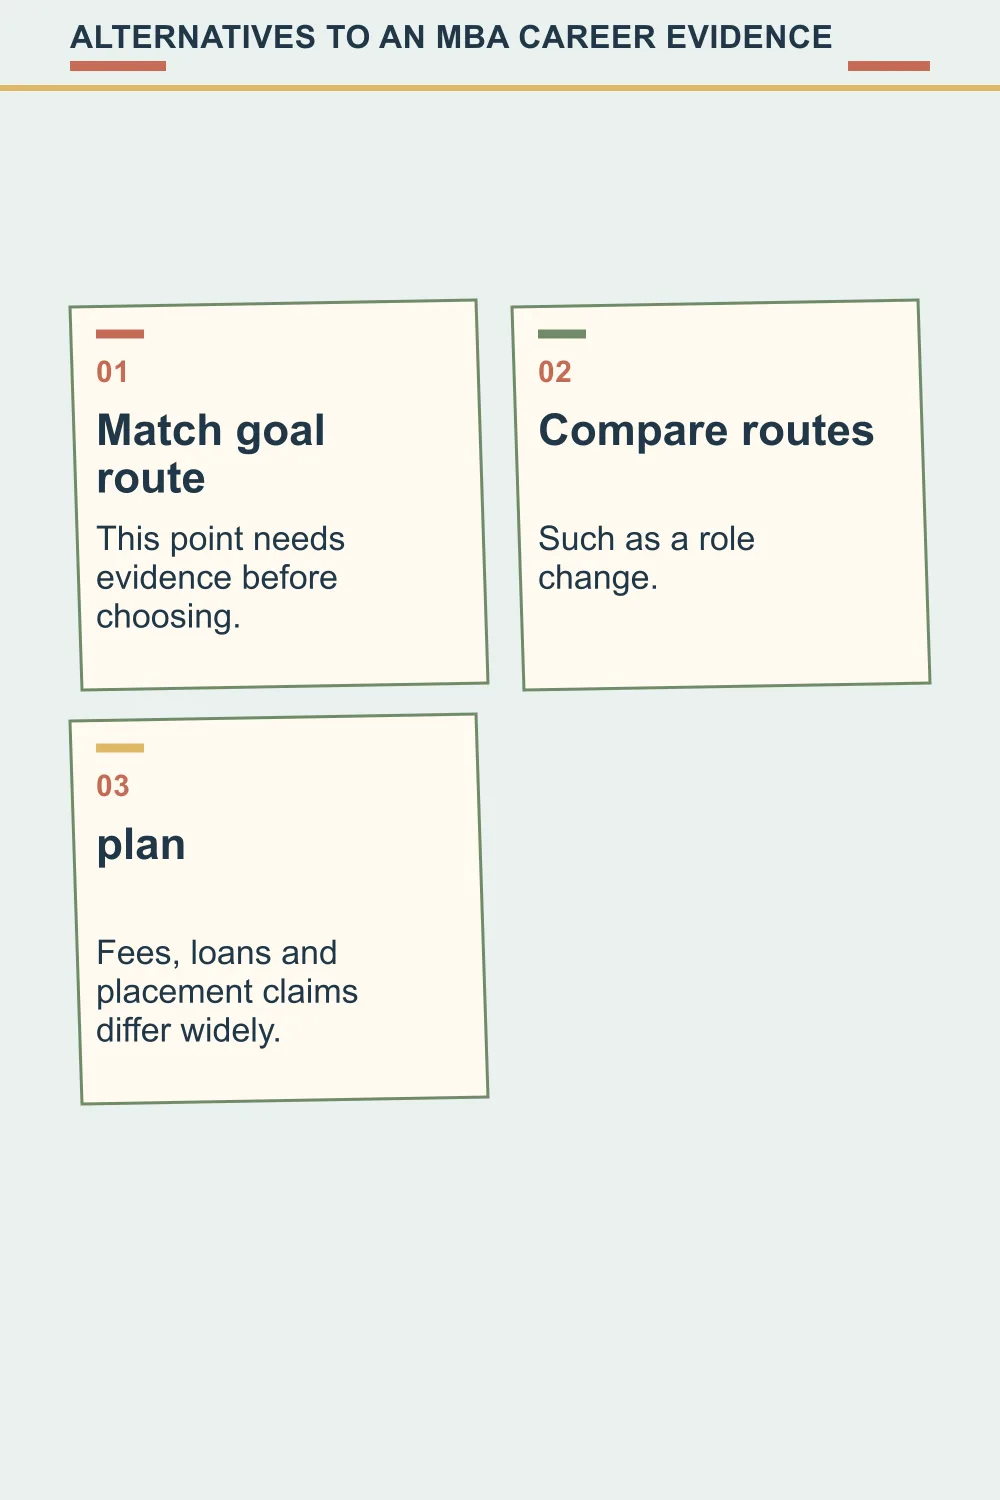 ALTERNATIVES TO AN MBA CAREER EVIDENCE
01
Match goal
route
This point needs
evidence before
choosing.
02
Compare routes
Such as a role
change.
03
plan
Fees, loans and
placement claims
differ widely.